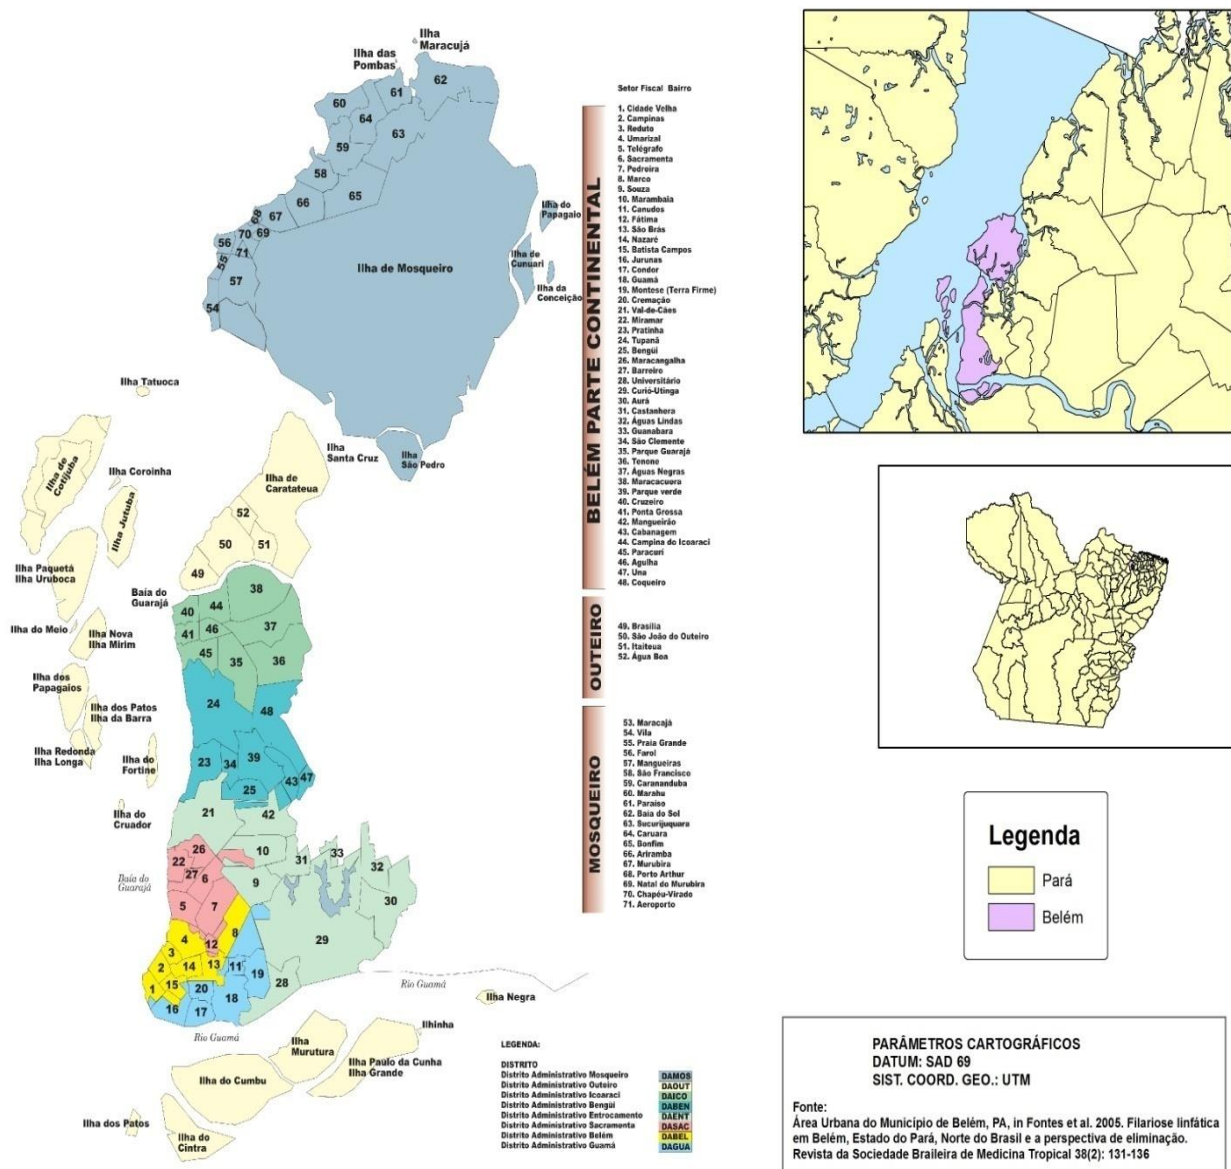 Ilha
Maracujá
Ilha das
Pombas
62
61
60
64
63
59
58
65
66
67
68
69
70
71
56
55
57
54
Ilha de Mosqueiro
Ilha do
Papagaio
Ilha de
Cunuari
Ilha da
Conceição
Ilha
Santa Cruz
Ilha
São Pedro
Ilha Tatuoca
Ilha de
Cotijuba
Ilha Coroinha
Ilha Jutuba
Ilha de
Caratateua
52
50
51
49
Ilha Paquetá
Ilha Uruboca
Baía do
Guarajá
Ilha do Meio
Ilha Nova
Ilha Mirim
Ilha dos
Papagaios
Ilha dos Patos
Ilha da Barra
Ilha Redonda
Ilha Longa
Ilha do
Fortine
Ilha do
Cruador
38
44
40
37
46
41
45
35
36
24
48
39
23
34
43
47
25
21
42
26
10
22
27
6
31
33
32
9
30
5
7
8
4
12
29
3
13
2
14
11
19
1
15
20
18
28
16
17
Baía do
Guarajá
Rio Guamá
Rio Guamá
Ilha Negra
Ilhinha
Ilha
Murutura
Ilha Paulo da Cunha
Ilha Grande
Ilha do Cumbu
Ilha dos Patos
Ilha do
Cintra
Setor Fiscal Bairro
BELÉM PARTE CONTINENTAL
1. Cidade Velha
2. Campinas
3. Reduto
4. Umarizal
5. Telégrafo
6. Sacramenta
7. Pedreira
8. Marco
9. Souza
10. Marambaia
11. Canudos
12. Fátima
13. São Brás
14. Nazaré
15. Batista Campos
16. Jurunas
17. Condor
18. Guamá
19. Montese (Terra Firme)
20. Cremação
21. Val-de-Cães
22. Miramar
23. Pratinha
24. Tupanã
25. Bengüí
26. Maracangalha
27. Barreiro
28. Universitário
29. Curió-Utinga
30. Aurá
31. Castanhera
32. Águas Lindas
33. Guanabara
34. São Clemente
35. Parque Guarajá
36. Tenone
37. Águas Negras
38. Maracacuera
39. Parque verde
40. Cruzeiro
41. Ponta Grossa
42. Mangueirão
43. Cabanagem
44. Campina do Icoaraci
45. Paracuri
46. Agulha
47. Una
48. Coqueiro
OUTEIRO
49. Brasília
50. São João do Outeiro
51. Itaiteua
52. Água Boa
MOSQUEIRO
53. Maracajá
54. Vila
55. Praia Grande
56. Farol
57. Mangueiras
58. São Francisco
59. Carananduba
60. Marahu
61. Paraíso
62. Baía do Sol
63. Sucurijuquara
64. Caruara
65. Bonfim
66. Ariramba
67. Murubira
68. Porto Arthur
69. Natal do Murubira
70. Chapéu-Virado
71. Aeroporto
LEGENDA:
DISTRITO
Distrito Administrativo Mosqueiro DAMOS
Distrito Administrativo Outeiro DAOUT
Distrito Administrativo Icoaraci DAICO
Distrito Administrativo Bengüí DABEN
Distrito Administrativo Entrocamento DAENT
Distrito Administrativo Sacramenta DASAC
Distrito Administrativo Belém DABEL
Distrito Administrativo Guamá DAGUA
Legenda
Pará
Belém
PARÂMETROS CARTOGRÁFICOS
DATUM: SAD 69
SIST. COORD. GEO.: UTM
Fonte:
Área Urbana do Município de Belém, PA, in Fontes et al. 2005. Filariose linfática
em Belém, Estado do Pará, Norte do Brasil e a perspectiva de eliminação.
Revista da Sociedade Braileira de Medicina Tropical 38(2): 131-136